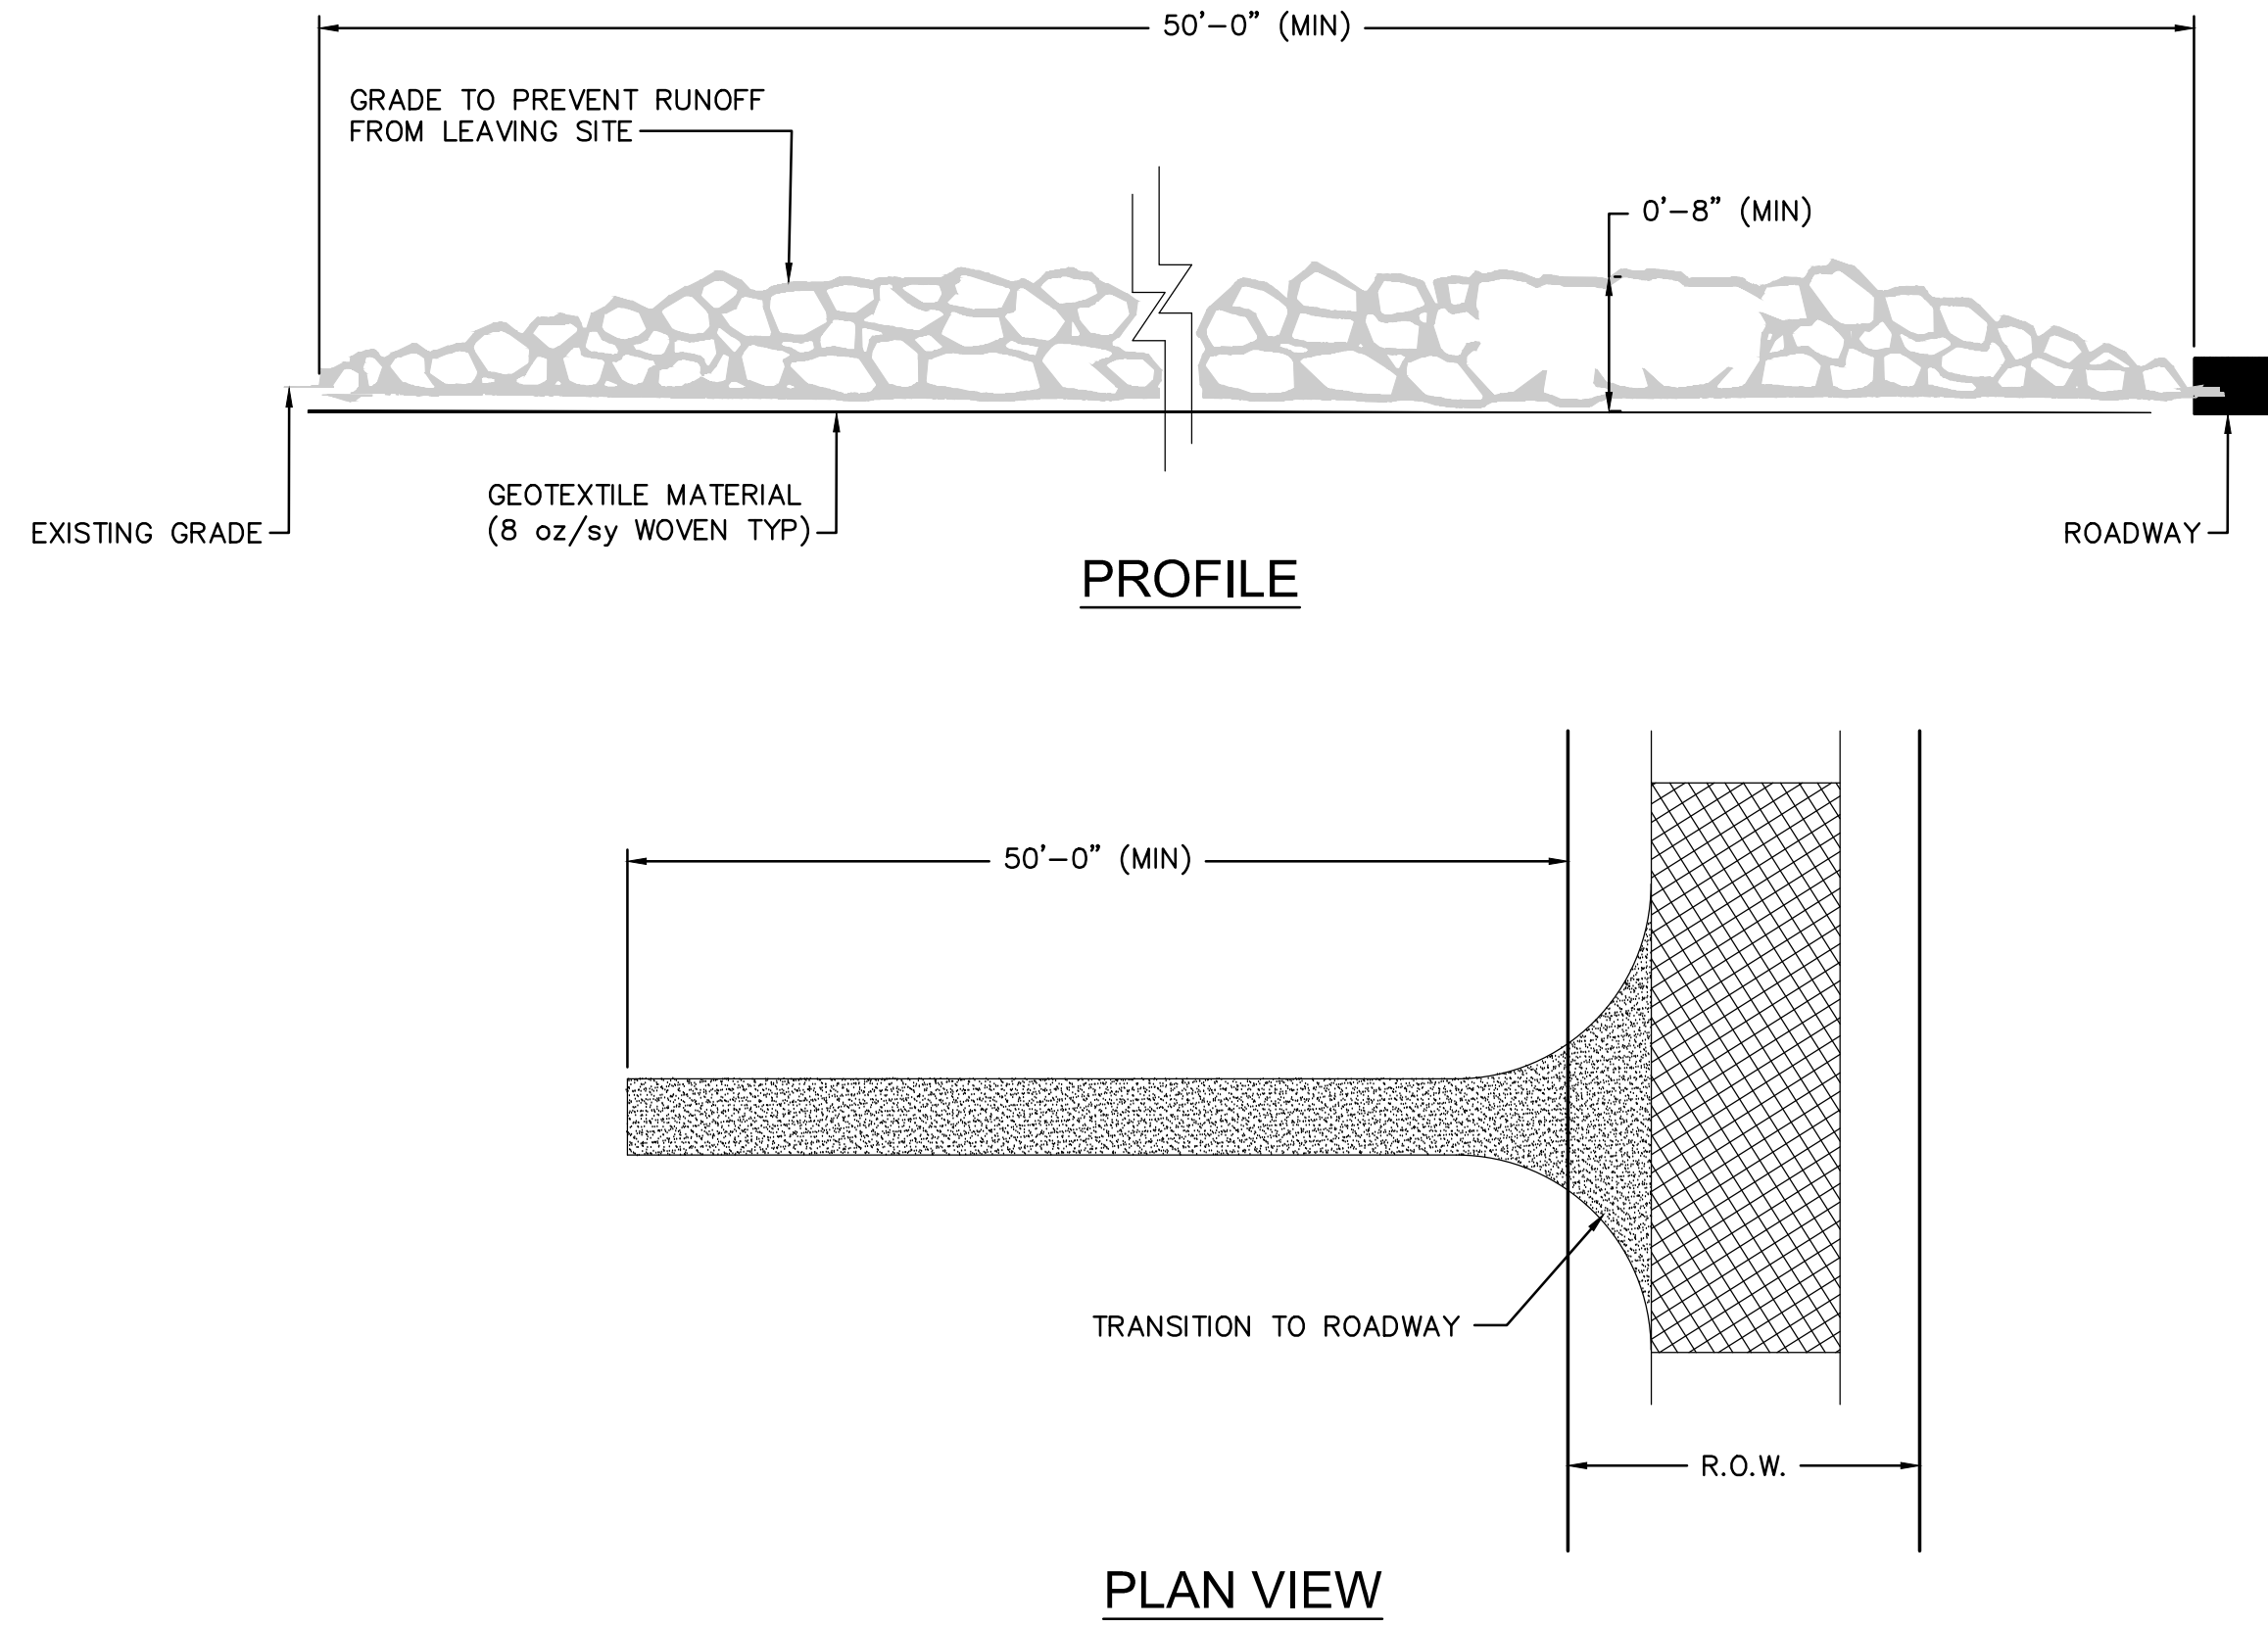 50'-0" (MIN)
GRADE TO PREVENT RUNOFF
FROM LEAVING SITE
0'-8" (MIN)
GEOTEXTILE MATERIAL
(8 oz/sy WOVEN TYP)
EXISTING GRADE
ROADWAY
PROFILE
50'-0" (MIN)
TRANSITION TO ROADWAY
R.O.W.
PLAN VIEW